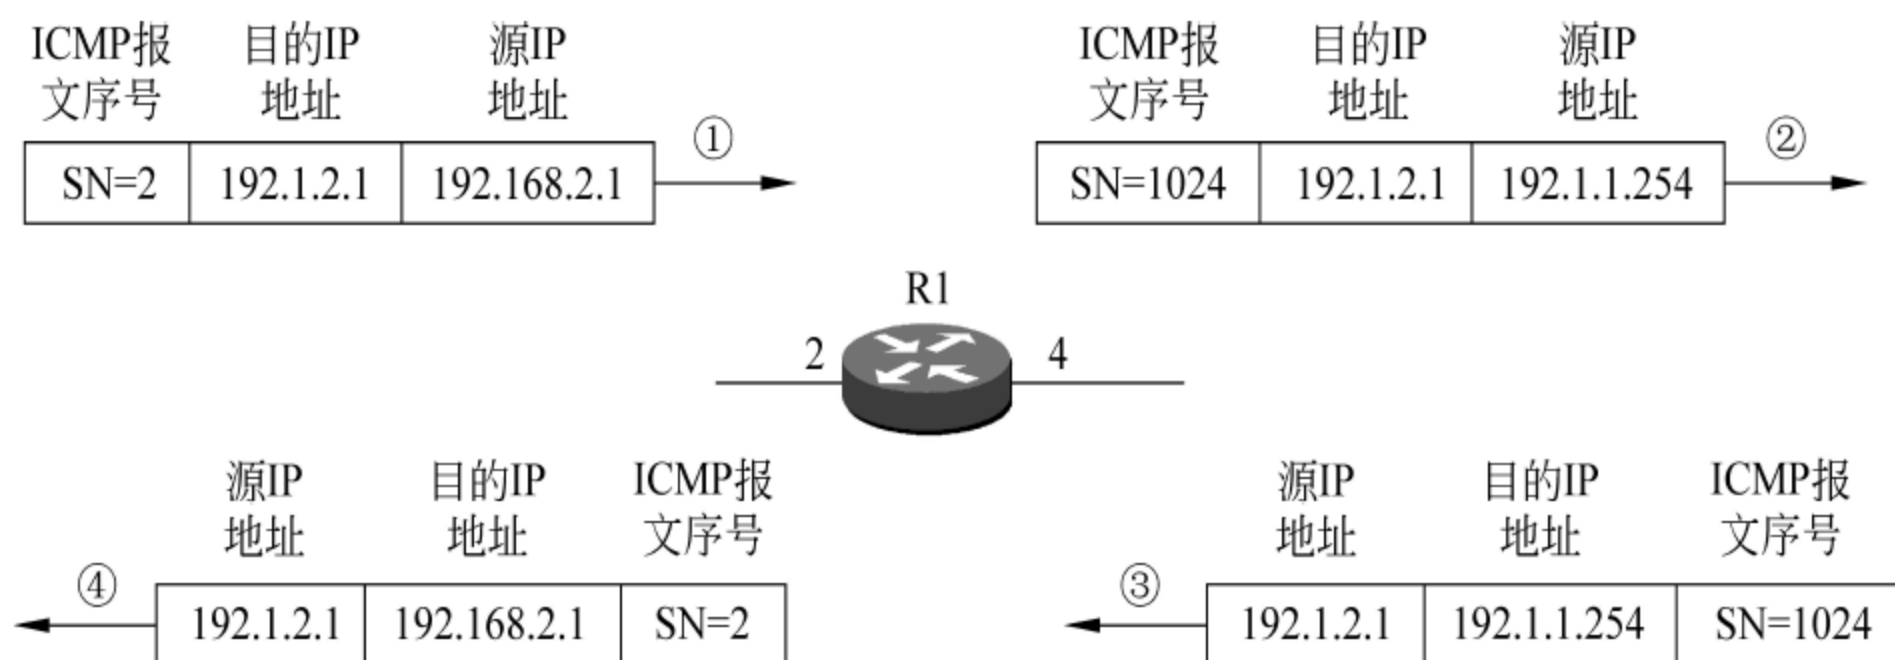 ICMP报 目的IP 源IP ICMP报 目的IP 源IP
文序号 地址 地址 文序号 地址 地址
① ②
SN=2 192.1.2.1 192.168.2.1 SN=1024 192.1.2.1 192.1.1.254
R1
2 4
源IP 目的IP ICMP报 源IP 目的IP ICMP报
地址 地址 文序号 地址 地址 文序号
④ ③
192.1.2.1 192.168.2.1 SN=2 192.1.2.1 192.1.1.254 SN=1024